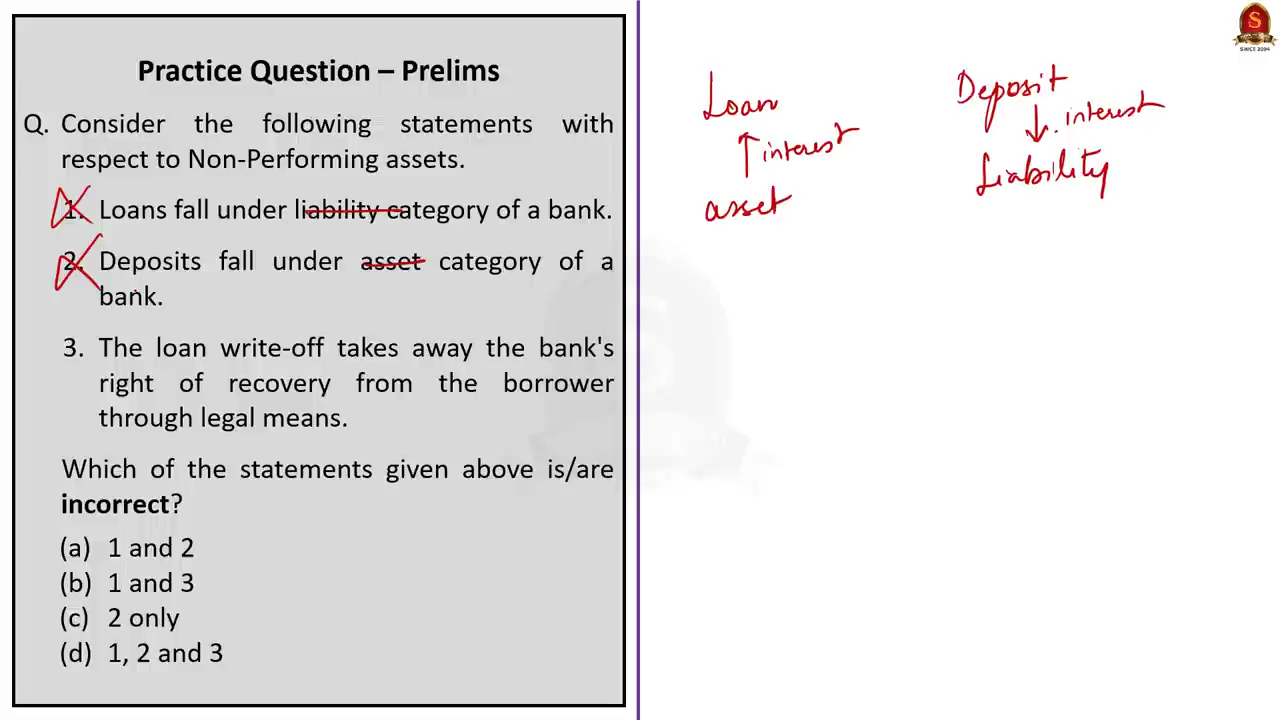 Practice Question – Prelims
Q. Consider the following statements with
respect to Non-Performing assets.
1. Loans fall under liability category of a bank.
2. Deposits fall under asset category of a
bank.
3. The loan write-off takes away the bank's
right of recovery from the borrower
through legal means.
Which of the statements given above is/are
incorrect?
(a) 1 and 2
(b) 1 and 3
(c) 2 only
(d) 1, 2 and 3
Loan
interest
asset
Deposit
interest
Liability
S
SINCE 2004